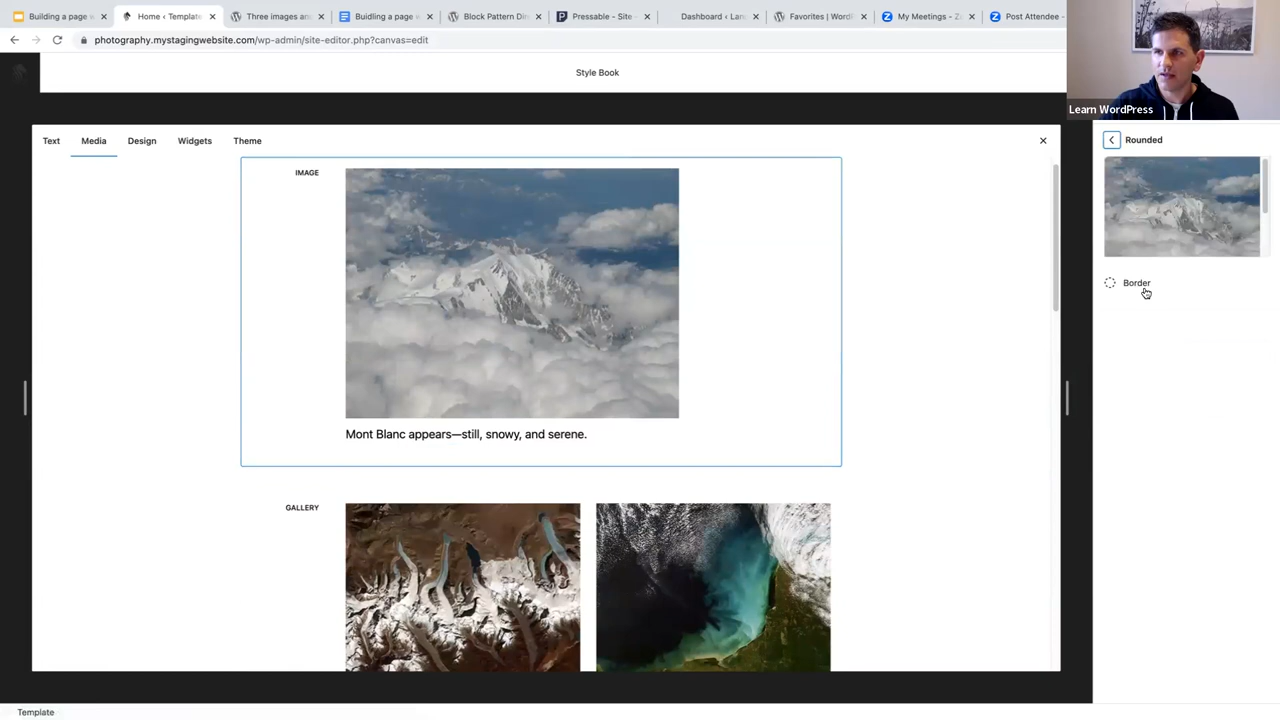 Building a page w
Home ‹ Template
Three images an
Buidling a page w
Block Pattern Dir
Pressable - Site
Dashboard ‹ Lan
Favorites | Word
My Meetings - Z
Post Attendee
photography.mystagingwebsite.com/wp-admin/site-editor.php?canvas=edit
Style Book
Learn WordPress
Text
Media
Design
Widgets
Theme
Rounded
IMAGE
Border
Mont Blanc appears—still, snowy, and serene.
GALLERY
Template